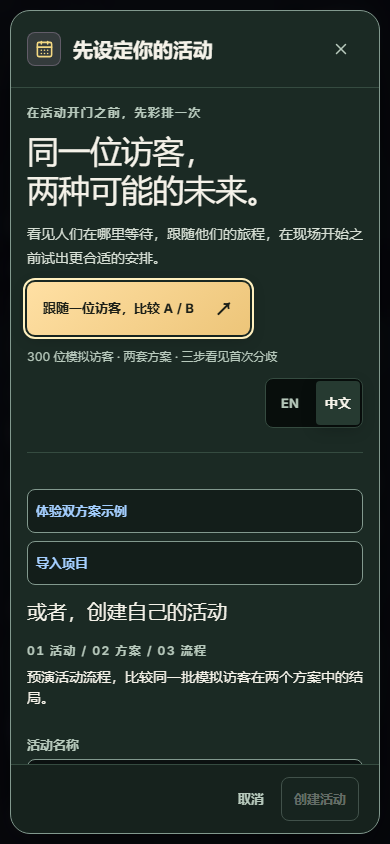 先设定你的活动
在活动开门之前，先彩排一次
同一位访客，
两种可能的未来。
看见人们在哪里等待，跟随他们的旅程，在现场开始之
前试出更合适的安排。
跟随一位访客，比较 A / B
300 位模拟访客 · 两套方案 · 三步看见首次分歧
EN 中文
体验双方案示例
导入项目
或者，创建自己的活动
01 活动 / 02 方案 / 03 流程
预演活动流程，比较同一批模拟访客在两个方案中的结
局。
活动名称
取消 创建活动